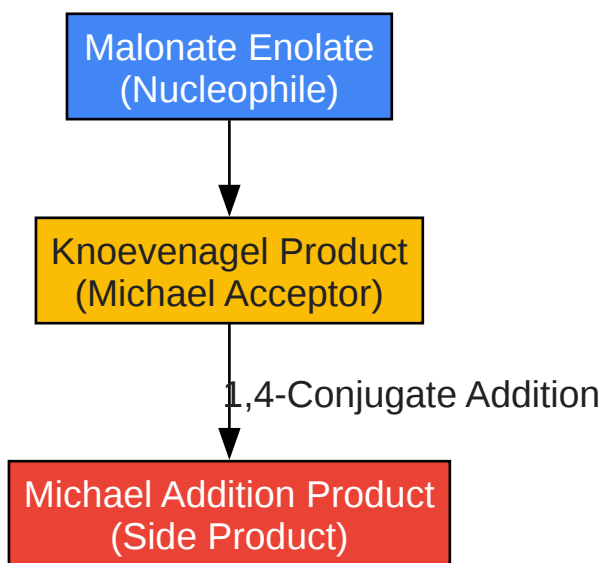 Malonate Enolate
(Nucleophile)
Knoevenagel Product
(Michael Acceptor)
1,4-Conjugate Addition
Michael Addition Product
(Side Product)